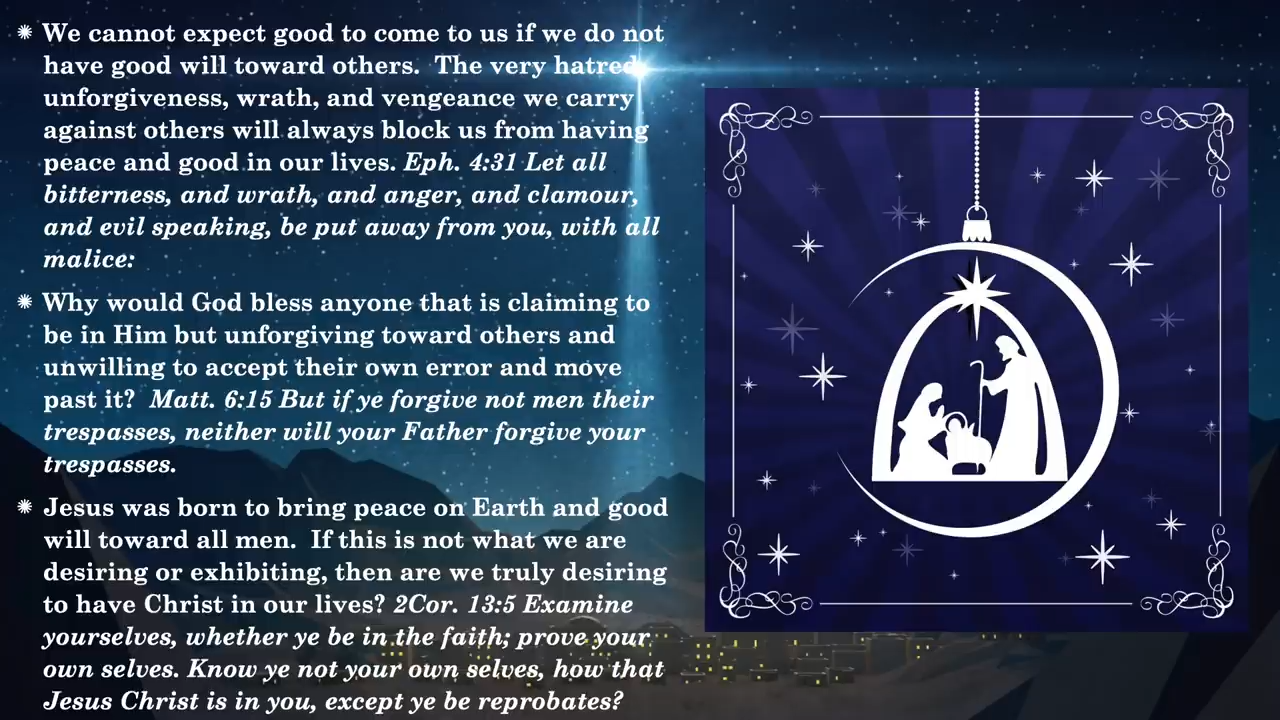 We cannot expect good to come to us if we do not
have good will toward others. The very hatred,
unforgiveness, wrath, and vengeance we carry
against others will always block us from having
peace and good in our lives. Eph. 4:31 Let all
bitterness, and wrath, and anger, and clamour,
and evil speaking, be put away from you, with all
malice:
Why would God bless anyone that is claiming to
be in Him but unforgiving toward others and
unwilling to accept their own error and move
past it? Matt. 6:15 But if ye forgive not men their
trespasses, neither will your Father forgive your
trespasses.
Jesus was born to bring peace on Earth and good
will toward all men. If this is not what we are
desiring or exhibiting, then are we truly desiring
to have Christ in our lives? 2Cor. 13:5 Examine
yourselves, whether ye be in the faith; prove your
own selves. Know ye not your own selves, how that
Jesus Christ is in you, except ye be reprobates?